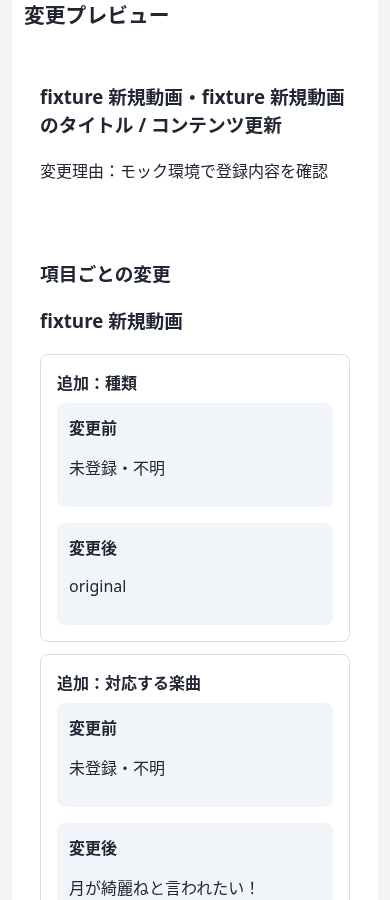 変更プレビュー
fixture 新規動画・fixture 新規動画
のタイトル / コンテンツ更新
変更理由：モック環境で登録内容を確認
項目ごとの変更
fixture 新規動画
追加：種類
変更前
未登録・不明
変更後
original
追加：対応する楽曲
変更前
未登録・不明
変更後
月が綺麗ねと言われたい！